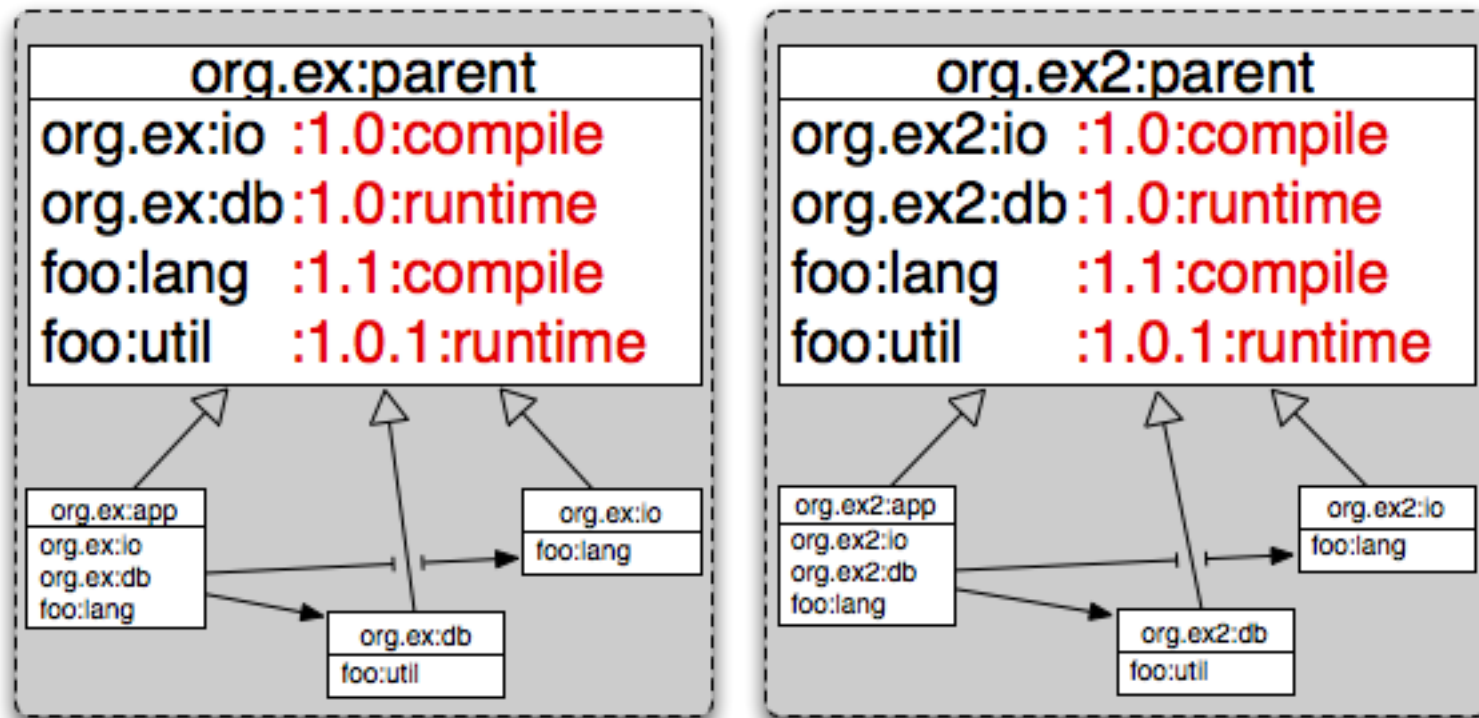 org.ex:parent
org.ex:io :1.0:compile
org.ex:db :1.0:runtime
foo:lang :1.1:compile
foo:util :1.0.1:runtime
org.ex:app
org.ex:io
org.ex:db
foo:lang
org.ex:io
foo:lang
org.ex:db
foo:util
org.ex2:parent
org.ex2:io :1.0:compile
org.ex2:db :1.0:runtime
foo:lang :1.1:compile
foo:util :1.0.1:runtime
org.ex2:app
org.ex2:io
org.ex2:db
foo:lang
org.ex2:io
foo:lang
org.ex2:db
foo:util